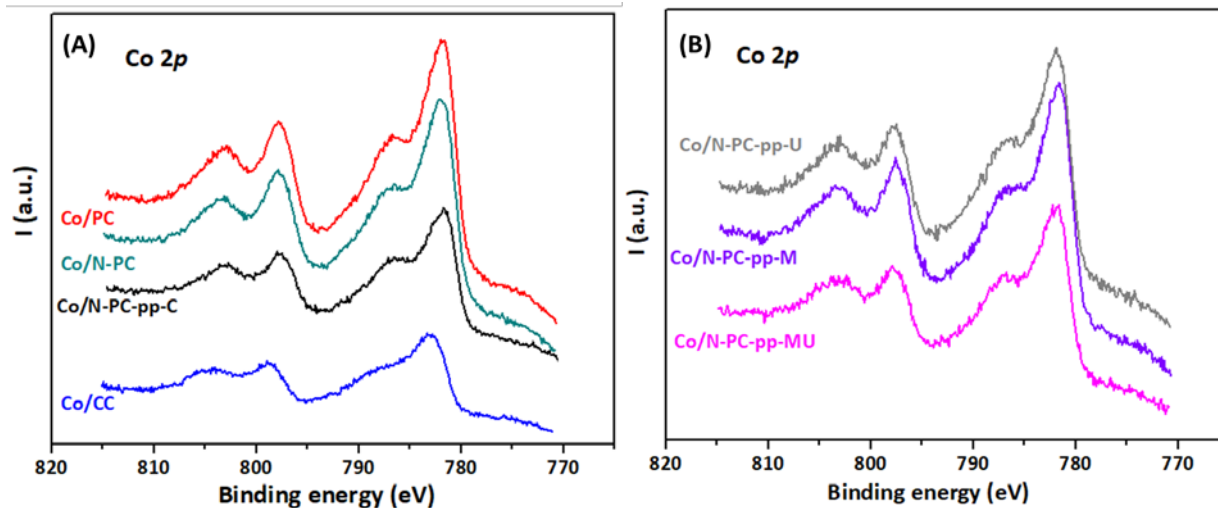 (A)
Co 2p
Co/PC
Co/N-PC
Co/N-PC-pp-C
Co/CC
I (a.u.)
820 810 800 790 780 770
Binding energy (eV)
(B)
Co 2p
Co/N-PC-pp-U
Co/N-PC-pp-M
Co/N-PC-pp-MU
I (a.u.)
820 810 800 790 780 770
Binding energy (eV)